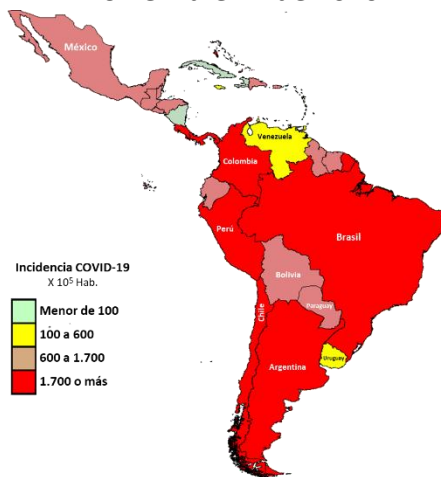 México
Venezuela
Colombia
Perú
Brasil
Bolivia
Paraguay
Chile
Uruguay
Argentina
Incidencia COVID-19
X 10⁵ Hab.
Menor de 100
100 a 600
600 a 1.700
1.700 o más